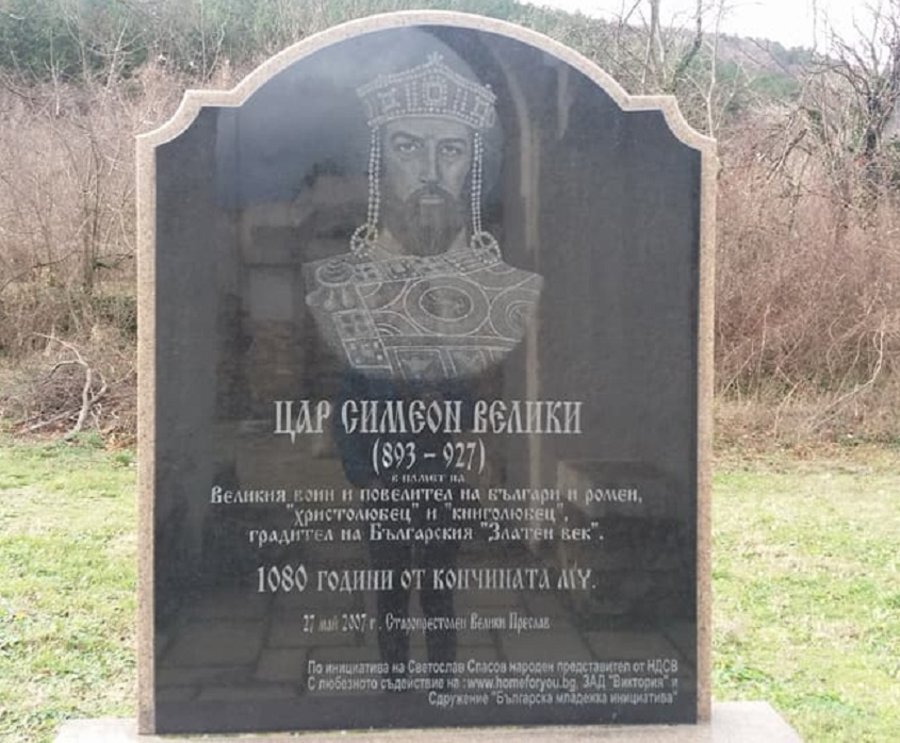 ЦАР СИМЕОН ВЕЛИКИ
(893 – 927)
в памет на
Великия воин и повелител на българи и ромеи,
"христолюбец" и "книголюбец",
градител на Българския "Златен век".
1080 години от кончината му.
27 май 2007 г. Старопрестолен Велики Преслав
По инициатива на Светослав Спасов народен представител от НДСВ
С любезното съдействие на :www.homeforyou.bg, ЗАД "Виктория" и
Сдружение "Българска младежка инициатива"